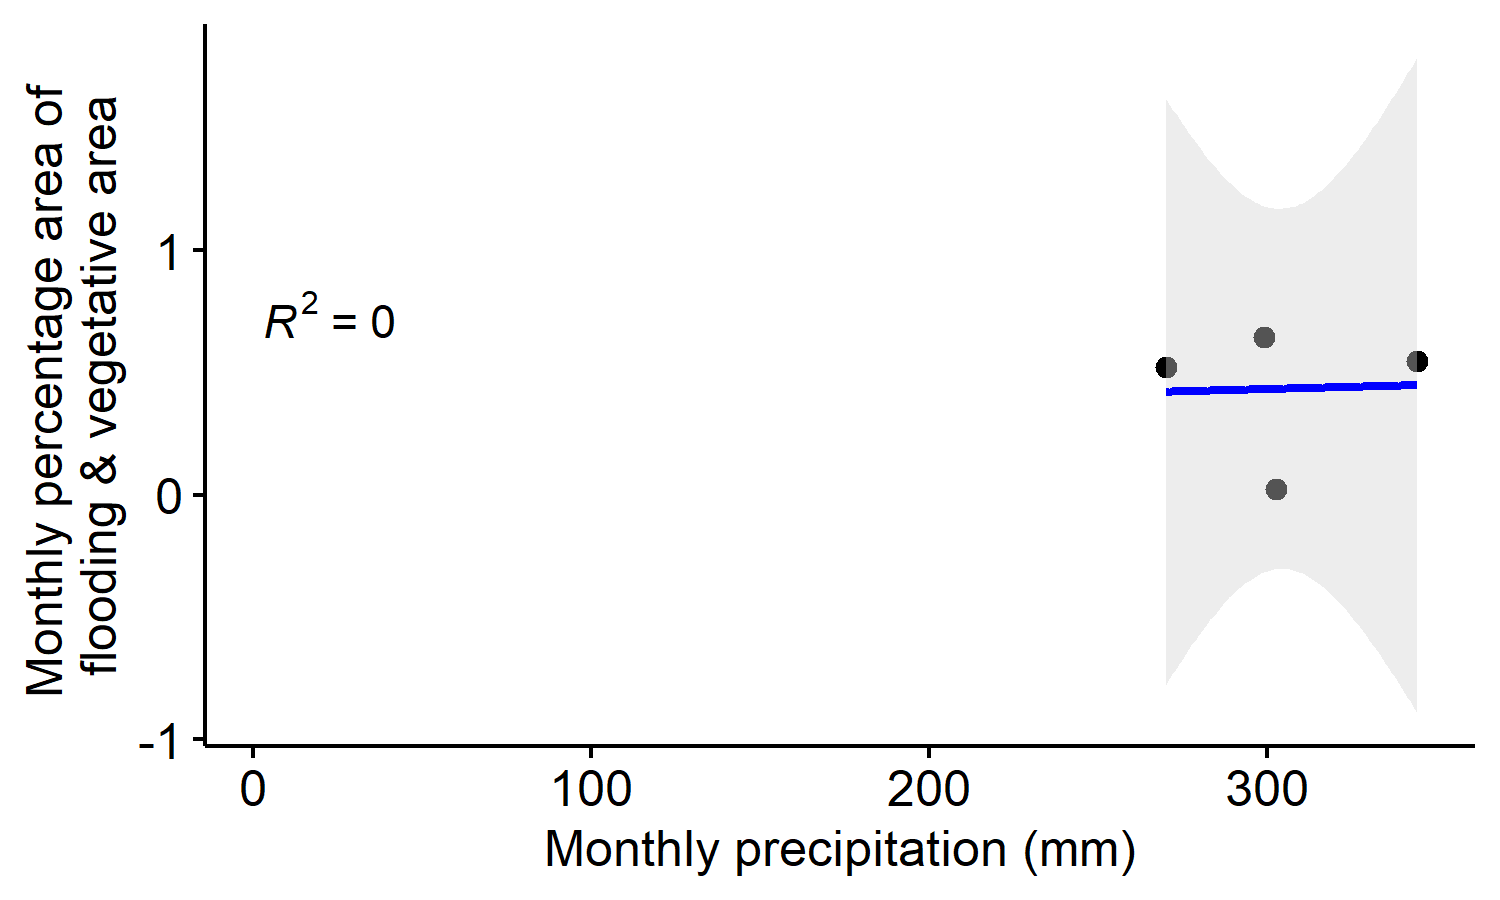 Monthly percentage area of
flooding & vegetative area
1
0
-1
R² = 0
0 100 200 300
Monthly precipitation (mm)